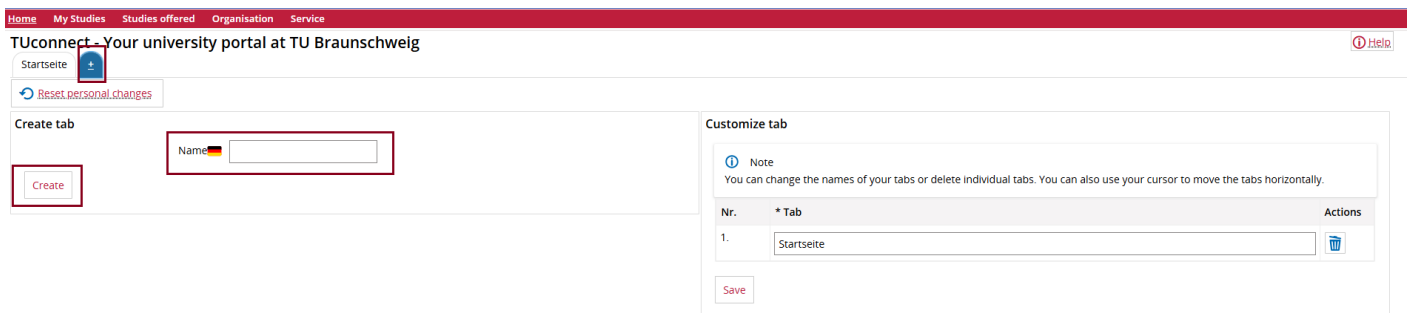 Home My Studies Studies offered Organisation Service
TUconnect - Your university portal at TU Braunschweig
Help
Startseite +
Reset personal changes
Create tab
Name
Create
Customize tab
Note
You can change the names of your tabs or delete individual tabs. You can also use your cursor to move the tabs horizontally.
Nr. * Tab Actions
1. Startseite
Save